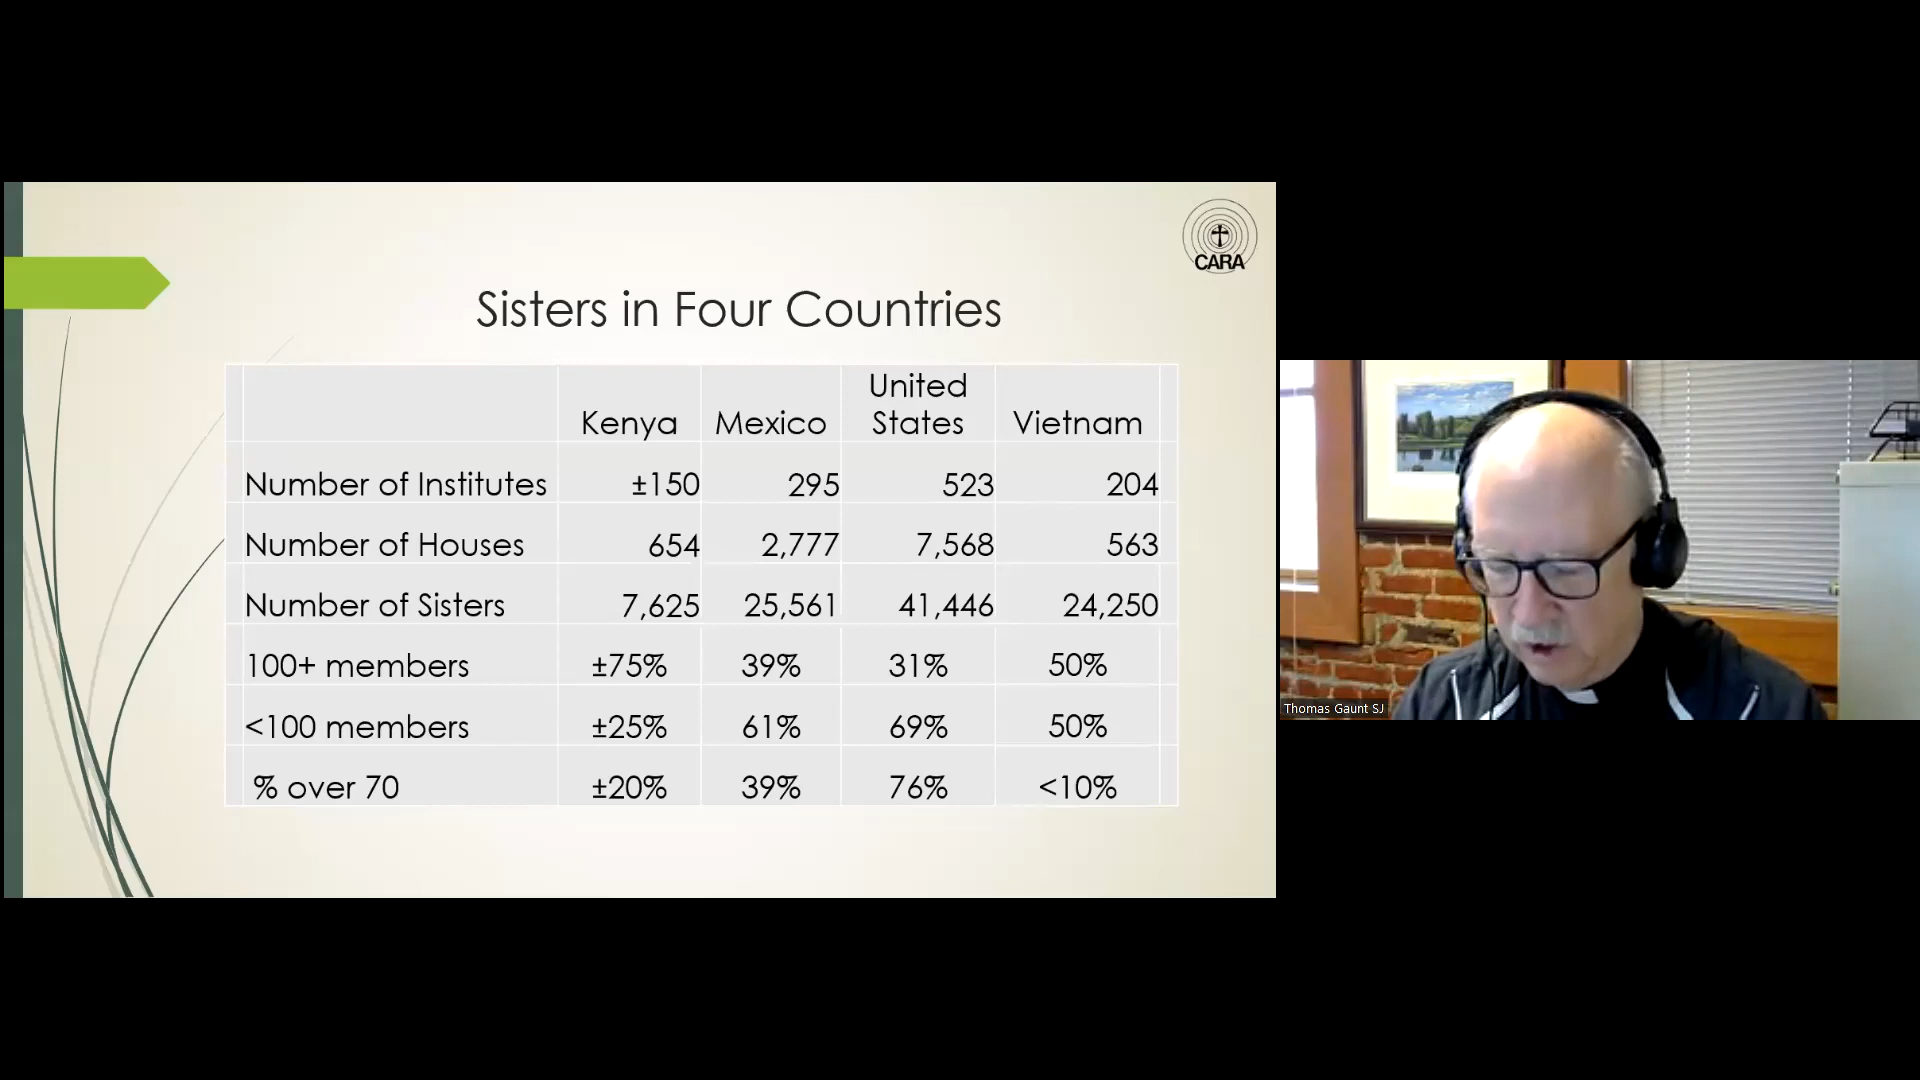 CARA
Sisters in Four Countries
Kenya Mexico United States Vietnam
Number of Institutes ±150 295 523 204
Number of Houses 654 2,777 7,568 563
Number of Sisters 7,625 25,561 41,446 24,250
100+ members ±75% 39% 31% 50%
<100 members ±25% 61% 69% 50%
% over 70 ±20% 39% 76% <10%
Thomas Gaunt SJ